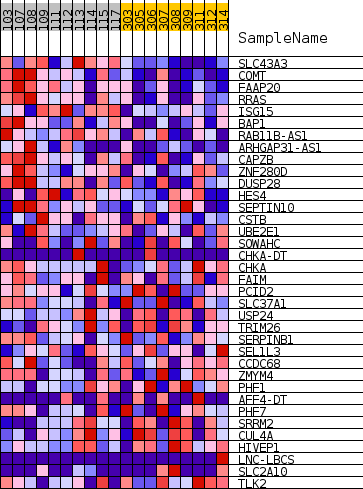 103 107 108 109 111 112 113 114 115 117 303 305 306 307 308 309 311 312 314
SampleName
SLC43A3
COMT
FAAP20
RRAS
ISG15
BAP1
RAB11B-AS1
ARHGAP31-AS1
CAPZB
ZNF280D
DUSP28
HES4
SEPTIN10
CSTB
UBE2E1
SOWAHC
CHKA-DT
CHKA
FAIM
PCID2
SLC37A1
USP24
TRIM26
SERPINB1
SEL1L3
CCDC68
ZMYM4
PHF1
AFF4-DT
PHF7
SRRM2
CUL4A
HIVEP1
LNC-LBCS
SLC2A10
TLK2